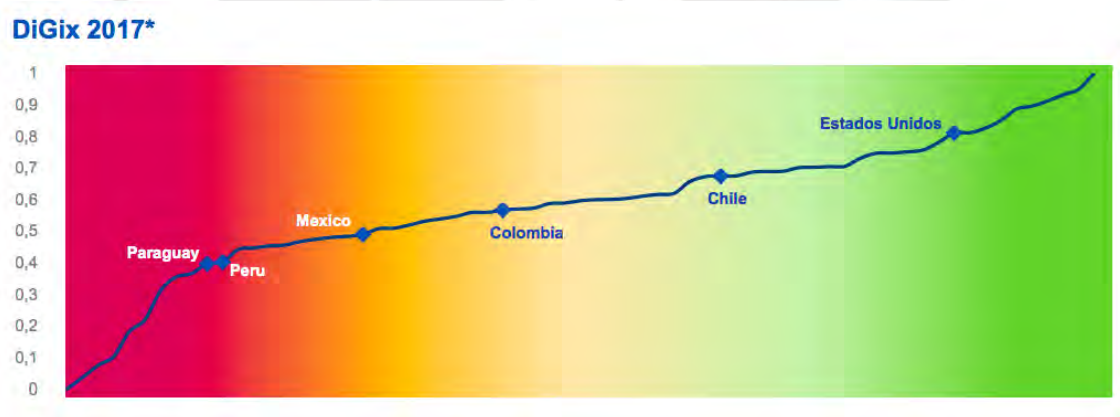 DiGix 2017*
1
0,9
0,8
0,7
0,6
0,5
0,4
0,3
0,2
0,1
0
Estados Unidos
Chile
Mexico
Colombia
Paraguay
Peru